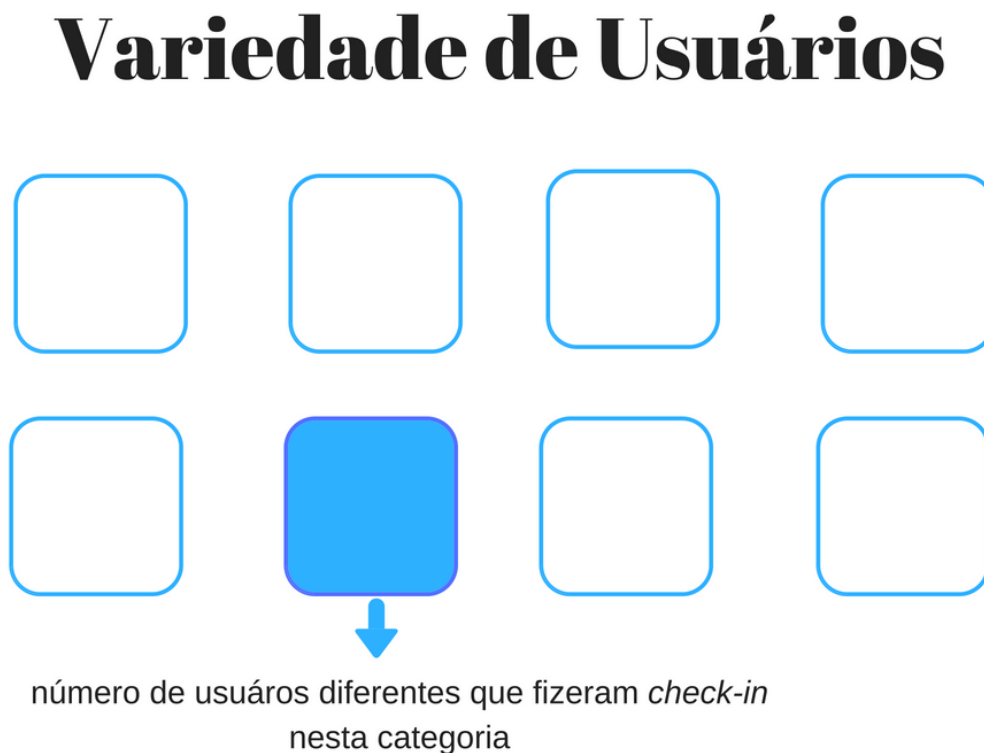 Variedade de Usuários
número de usuáros diferentes que fizeram check-in
nesta categoria